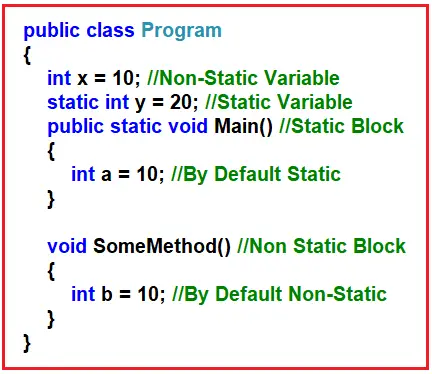 public class Program
{
int x = 10; //Non-Static Variable
static int y = 20; //Static Variable
public static void Main() //Static Block
{
int a = 10; //By Default Static
}
void SomeMethod() //Non Static Block
{
int b = 10; //By Default Non-Static
}
}